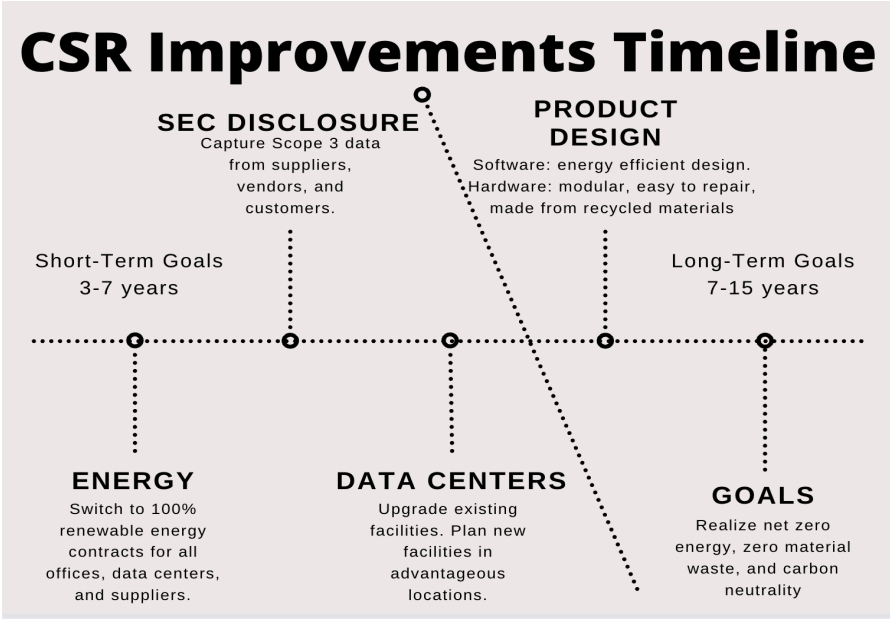 CSR Improvements Timeline
SEC DISCLOSURE
Capture Scope 3 data
from suppliers,
vendors, and
customers.
PRODUCT
DESIGN
Software: energy efficient design.
Hardware: modular, easy to repair,
made from recycled materials
Short-Term Goals
3-7 years
Long-Term Goals
7-15 years
ENERGY
Switch to 100%
renewable energy
contracts for all
offices, data centers,
and suppliers.
DATA CENTERS
Upgrade existing
facilities. Plan new
facilities in
advantageous
locations.
GOALS
Realize net zero
energy, zero material
waste, and carbon
neutrality